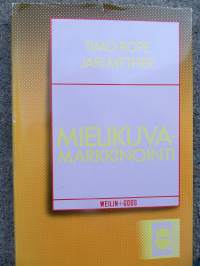 TIMO ROPE
JARI METHER
MIELIKUVA-
MARKKINOINTI
WEILIN+GÖÖS